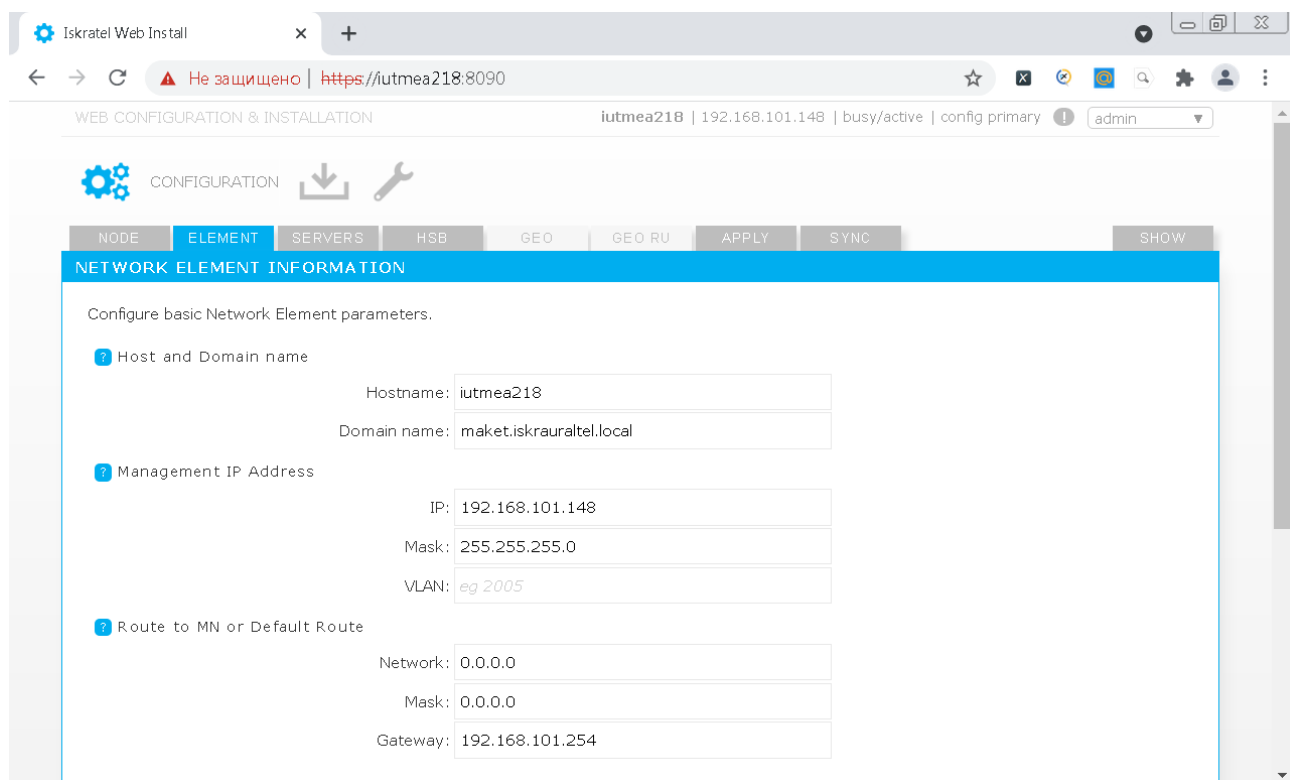 Iskratel Web Install
Не защищено | https://iutmea218:8090
WEB CONFIGURATION & INSTALLATION iutmea218 | 192.168.101.148 | busy/active | config primary admin
CONFIGURATION
NODE ELEMENT SERVERS HSB GEO GEO RU APPLY SYNC SHOW
NETWORK ELEMENT INFORMATION
Configure basic Network Element parameters.
? Host and Domain name
Hostname: iutmea218
Domain name: maket.iskrauraltel.local
? Management IP Address
IP: 192.168.101.148
Mask: 255.255.255.0
VLAN: eg 2005
? Route to MN or Default Route
Network: 0.0.0.0
Mask: 0.0.0.0
Gateway: 192.168.101.254